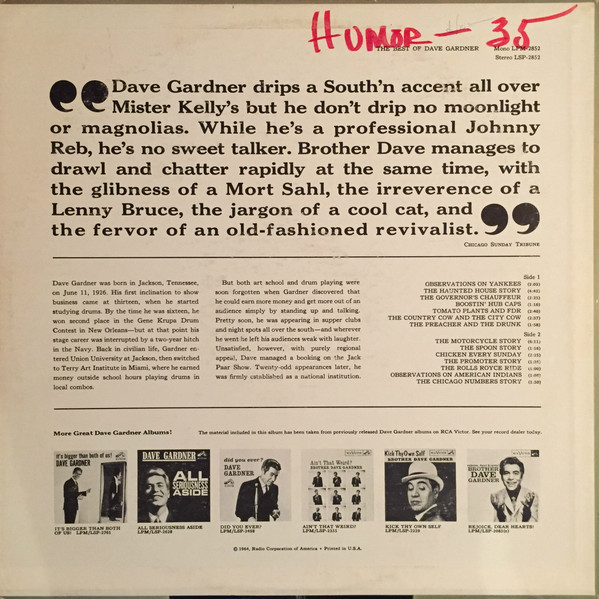 HUMOR - 35
THE BEST OF DAVE GARDNER Mono LPM-2852
Stereo LSP-2852
“Dave Gardner drips a South'n accent all over
Mister Kelly's but he don't drip no moonlight
or magnolias. While he's a professional Johnny
Reb, he's no sweet talker. Brother Dave manages to
drawl and chatter rapidly at the same time, with
the glibness of a Mort Sahl, the irreverence of a
Lenny Bruce, the jargon of a cool cat, and
the fervor of an old-fashioned revivalist.”
CHICAGO SUNDAY TRIBUNE
Dave Gardner was born in Jackson, Tennessee,
on June 11, 1926. His first inclination to show
business came at thirteen, when he started
studying drums. By the time he was sixteen, he
won second place in the Gene Krupa Drum
Contest in New Orleans—but at that point his
stage career was interrupted by a two-year hitch
in the Navy. Back in civilian life, Gardner en-
tered Union University at Jackson, then switched
to Terry Art Institute in Miami, where he earned
money outside school hours playing drums in
local combos.
But both art school and drum playing were
soon forgotten when Gardner discovered that
he could earn more money and get more out of an
audience simply by standing up and talking.
Pretty soon, he was appearing in supper clubs
and night spots all over the south—and wherever
he went he left his audiences weak with laughter.
Unsatisfied, however, with purely regional
appeal, Dave managed a booking on the Jack
Paar Show. Twenty-odd appearances later, he
was firmly established as a national institution.
Side 1
OBSERVATIONS ON YANKEES
THE HAUNTED HOUSE STORY
THE GOVERNOR'S CHAUFFEUR
BOOSTIN' HUB CAPS
TOMATO PLANTS AND FDR
THE COUNTRY COW AND THE CITY COW
THE PREACHER AND THE DRUNK
Side 2
THE MOTORCYCLE STORY
THE SPOON STORY
CHICKEN EVERY SUNDAY
THE PROMOTER STORY
THE ROLLS ROYCE RIDE
OBSERVATIONS ON AMERICAN INDIANS
THE CHICAGO NUMBERS STORY
More Great Dave Gardner Albums! The material included in this album has been taken from previously released Dave Gardner albums on RCA Victor. See your record dealer today.
it's bigger than both of us!
DAVE GARDNER
DAVE GARDNER
ALL
SERIOUSNESS
ASIDE
did you ever?
DAVE
GARDNER
Ain't That Weird?
BROTHER DAVE GARDNER
Kick Thy Own Self
BROTHER DAVE GARDNER
BROTHER
DAVE
GARDNER
IT'S BIGGER THAN BOTH
OF US! LPM/LSP-2761
ALL SERIOUSNESS ASIDE
LPM/LSP-2628
DID YOU EVER?
LPM/LSP-2498
AIN'T THAT WEIRD?
LPM/LSP-2335
KICK THY OWN SELF
LPM/LSP-2239
REJOICE, DEAR HEARTS!
© 1964, Radio Corporation of America • Printed in U.S.A.